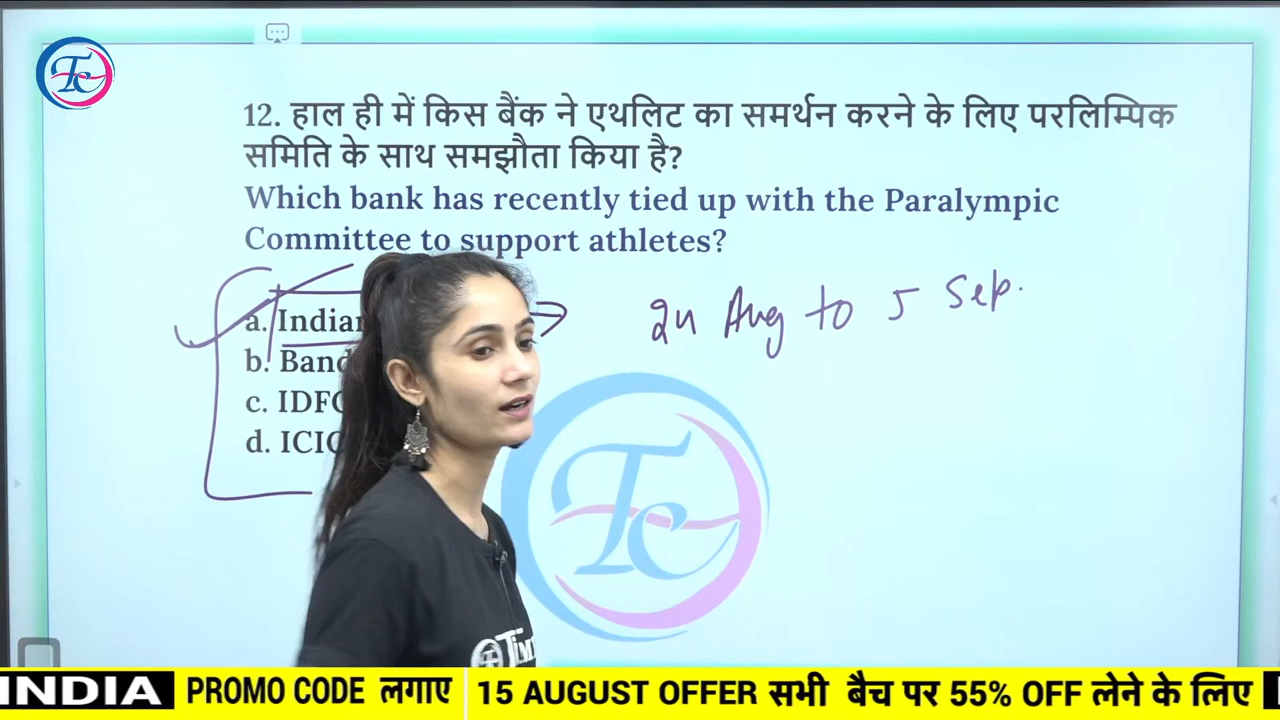 Tc
12. हाल ही में किस बैंक ने एथलिट का समर्थन करने के लिए परलिम्पिक
समिति के साथ समझौता किया है?
Which bank has recently tied up with the Paralympic
Committee to support athletes?
a. Indian
b. Band
c. IDFC
d. ICIC
24 Aug to 5 Sep.
Tc
INDIA PROMO CODE लगाए 15 AUGUST OFFER सभी बैच पर 55% OFF लेने के लिए